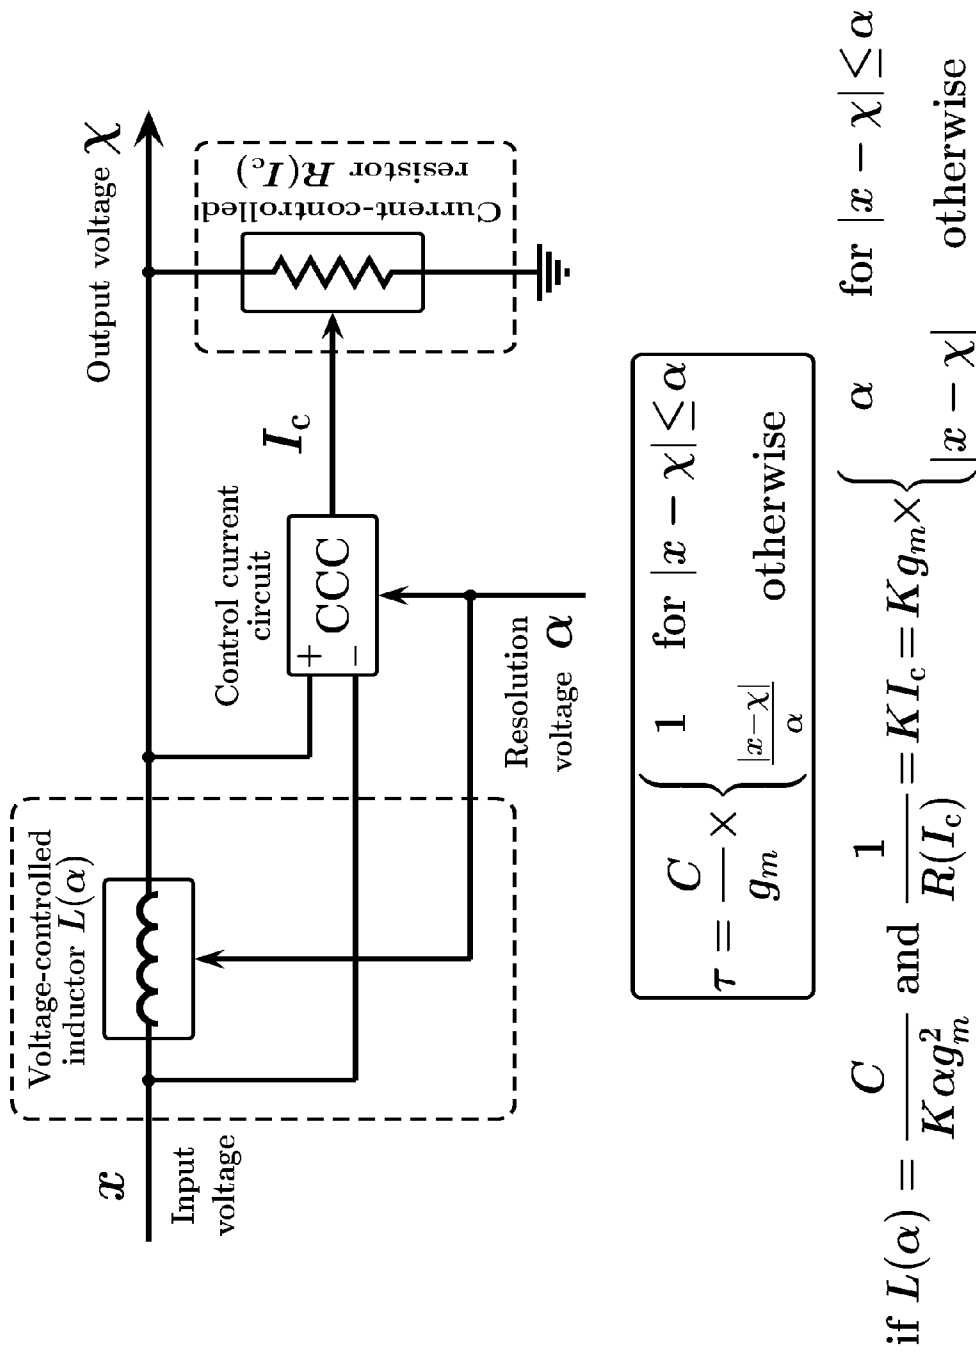 Voltage-controlled
inductor L(α)
x
Input
voltage
Control current
circuit
+
−
CCC
I_c
Output voltage χ
Current-controlled
resistor R(I_c)
Resolution
voltage α
τ = C/g_m × { 1 for |x − χ| ≤ α
|x−χ|/α otherwise
if L(α) = C/(Kαg_m^2) and 1/R(I_c) = KI_c = Kg_m × { α for |x − χ| ≤ α
|x − χ| otherwise